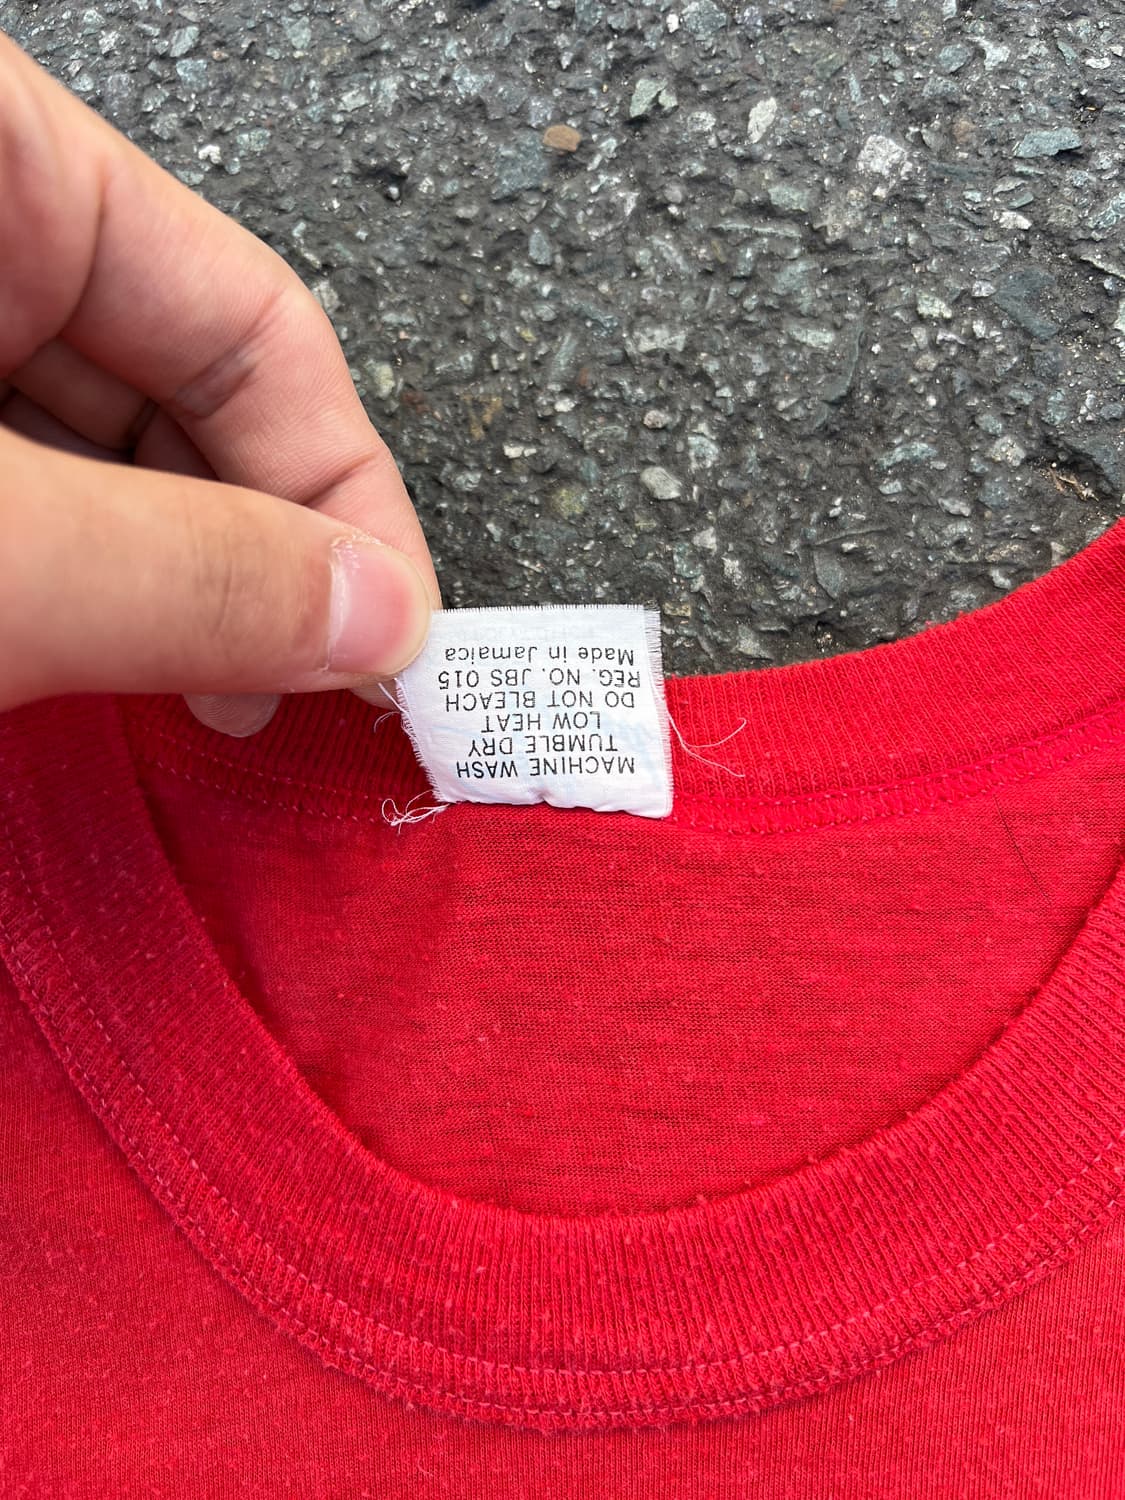 MACHINE WASH
TUMBLE DRY
LOW HEAT
DO NOT BLEACH
REG. NO. JBS 015
Made in Jamaica